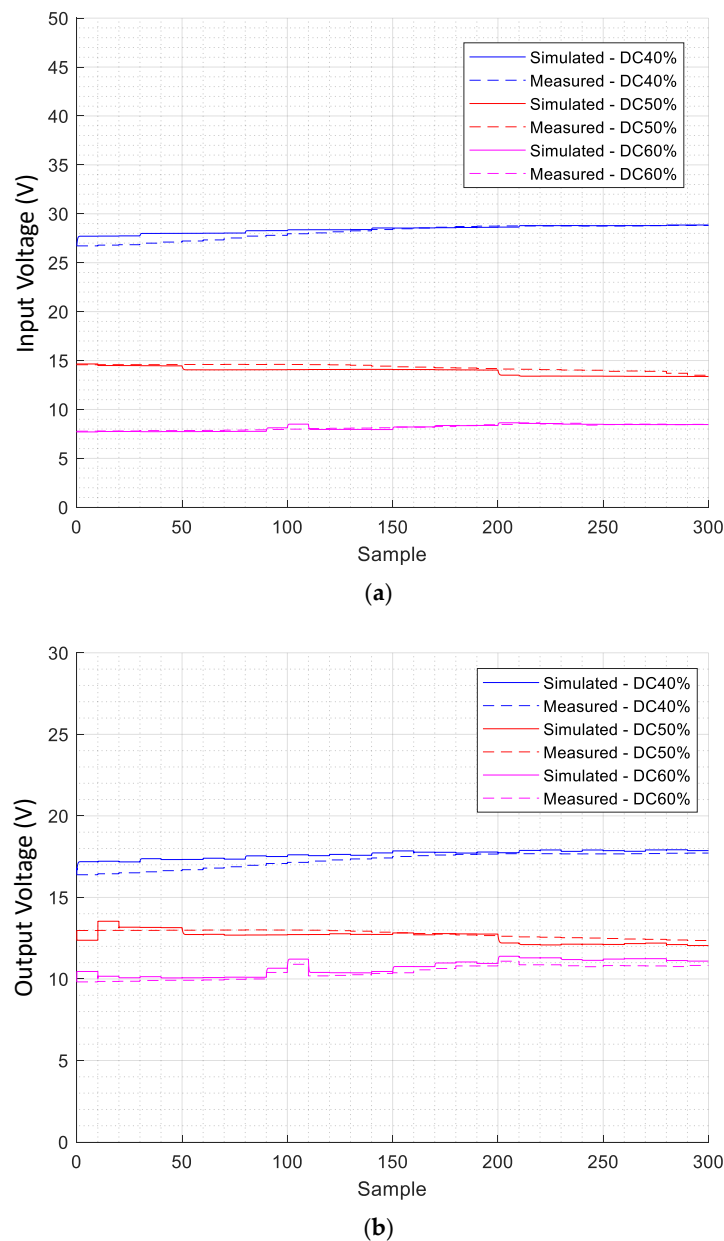 50
45
40
35
30
25
20
15
10
5
0
Input Voltage (V)
Simulated - DC40%
Measured - DC40%
Simulated - DC50%
Measured - DC50%
Simulated - DC60%
Measured - DC60%
0 50 100 150 200 250 300
Sample
(a)
30
25
20
15
10
5
0
Output Voltage (V)
Simulated - DC40%
Measured - DC40%
Simulated - DC50%
Measured - DC50%
Simulated - DC60%
Measured - DC60%
0 50 100 150 200 250 300
Sample
(b)